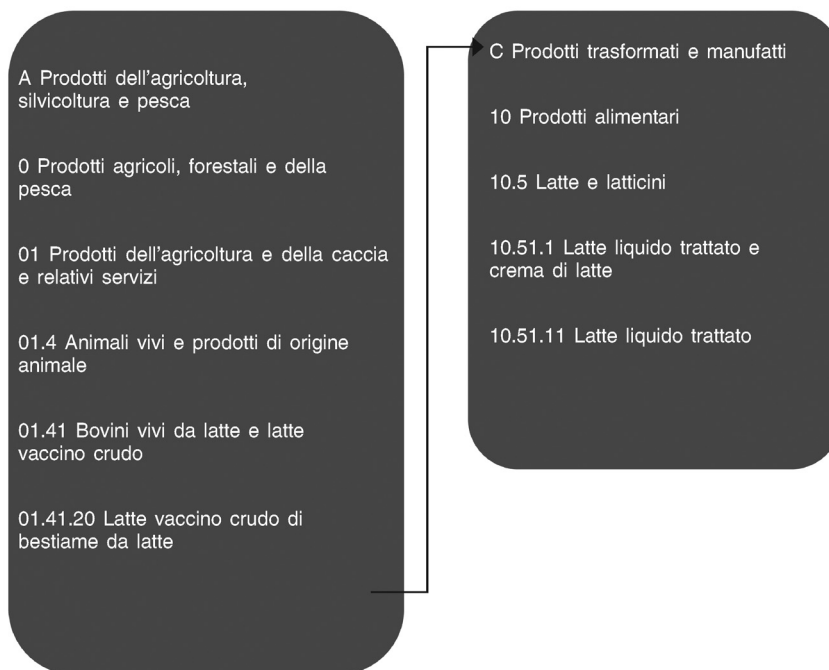 A Prodotti dell'agricoltura,
silvicoltura e pesca
0 Prodotti agricoli, forestali e della
pesca
01 Prodotti dell'agricoltura e della caccia
e relativi servizi
01.4 Animali vivi e prodotti di origine
animale
01.41 Bovini vivi da latte e latte
vaccino crudo
01.41.20 Latte vaccino crudo di
bestiame da latte
C Prodotti trasformati e manufatti
10 Prodotti alimentari
10.5 Latte e latticini
10.51.1 Latte liquido trattato e
crema di latte
10.51.11 Latte liquido trattato